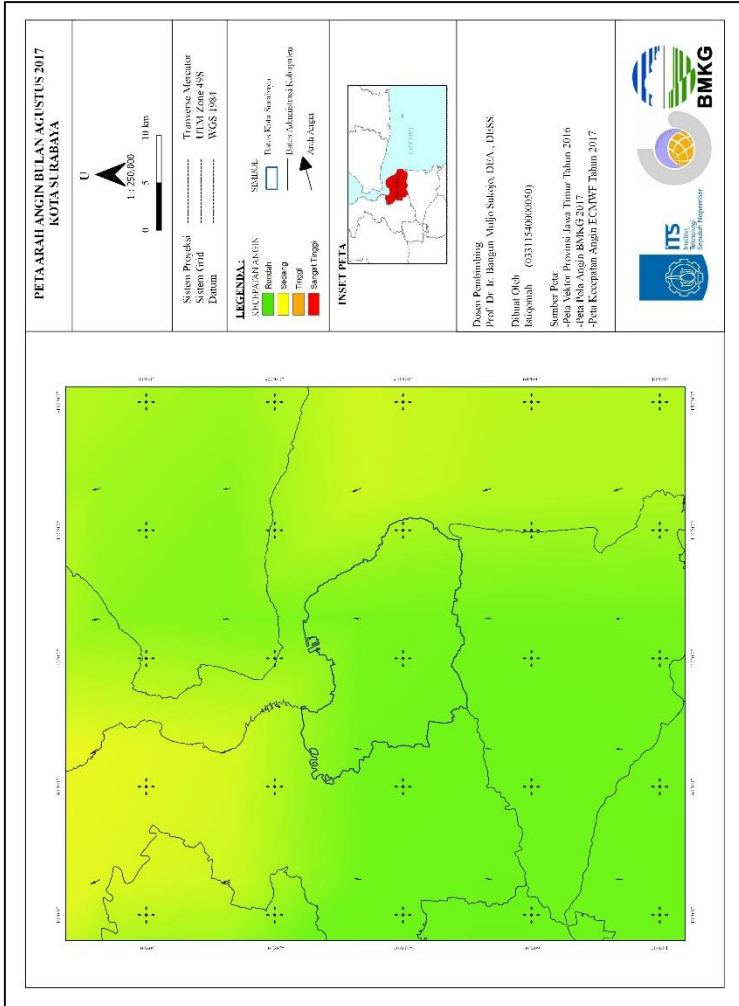 PETA ARAH ANGIN BULAN AGUSTUS 2017
KOTA SURABAYA
U
1 : 250.000
0 5 10 km
Sistem Proyeksi Tranverse Mercator
Sistem Grid UTM Zone 49S
Datum WGS 1984
LEGENDA :
KECEPATAN ANGIN
Rendah
Sedang
Tinggi
Sangat Tinggi
SIMBOL
Batas Kota Surabaya
Batas Administrasi Kabupaten
Arah Angin
INSET PETA
Dosen Pembimbing
Prof. Dr. Ir. Bangun Muljo Sukojo, DEA., DESS.
Dibuat Oleh
Istiqomah (03311540000050)
Sumber Peta:
-Peta Vektor Provinsi Jawa Timur Tahun 2016
-Peta Pola Angin BMKG 2017
-Peta Kecepatan Angin ECMWF Tahun 2017
ITS
Institut
Teknologi
Sepuluh Nopember
BMKG